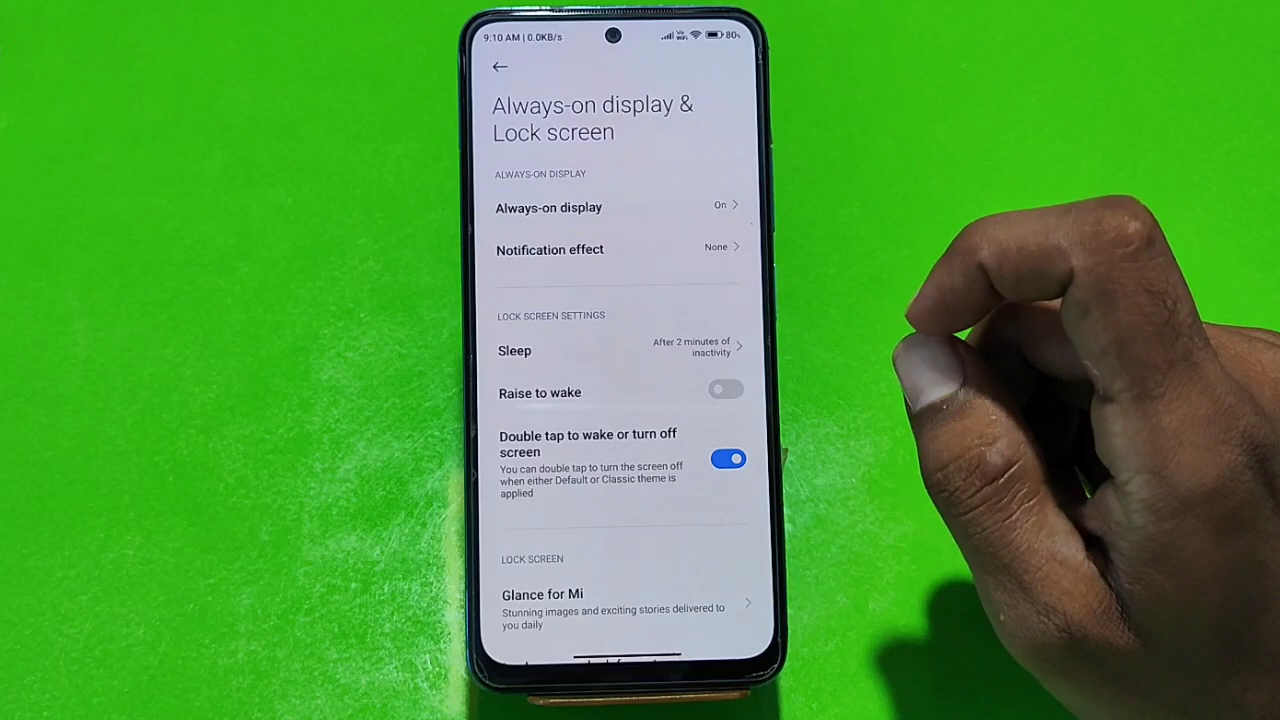 9:10 AM | 0.0KB/s
Vo
WiFi
80%
Always-on display &
Lock screen
ALWAYS-ON DISPLAY
Always-on display
On
Notification effect
None
LOCK SCREEN SETTINGS
Sleep
After 2 minutes of
inactivity
Raise to wake
Double tap to wake or turn off
screen
You can double tap to turn the screen off
when either Default or Classic theme is
applied
LOCK SCREEN
Glance for Mi
Stunning images and exciting stories delivered to
you daily